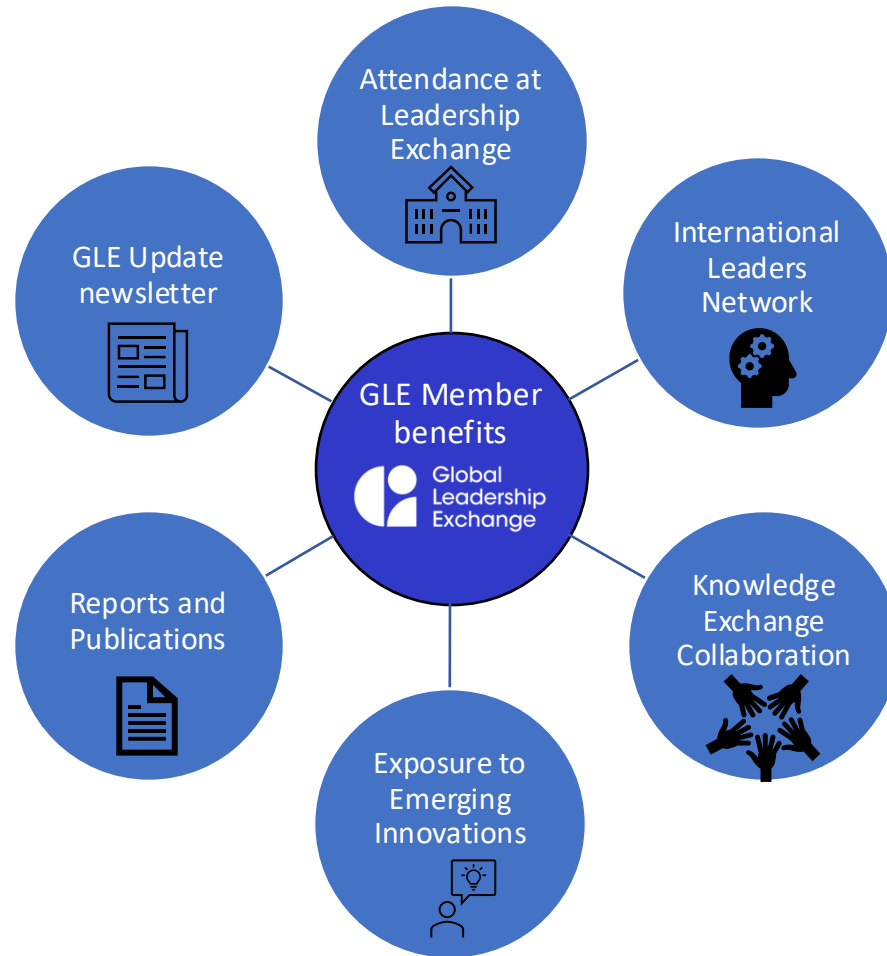 Attendance at
Leadership
Exchange
International
Leaders
Network
Knowledge
Exchange
Collaboration
Exposure to
Emerging
Innovations
Reports and
Publications
GLE Update
newsletter
GLE Member
benefits
Global
Leadership
Exchange